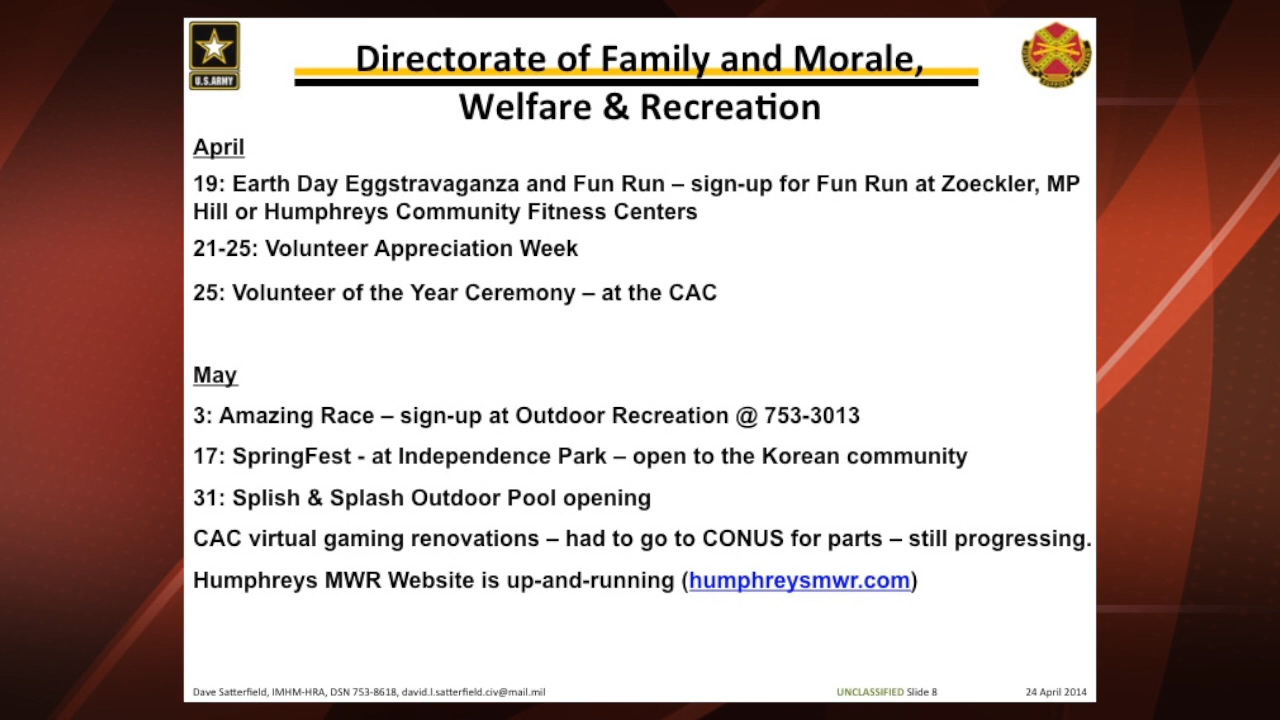 U.S.ARMY
Directorate of Family and Morale,
Welfare & Recreation
April
19: Earth Day Eggstravaganza and Fun Run – sign-up for Fun Run at Zoeckler, MP
Hill or Humphreys Community Fitness Centers
21-25: Volunteer Appreciation Week
25: Volunteer of the Year Ceremony – at the CAC
May
3: Amazing Race – sign-up at Outdoor Recreation @ 753-3013
17: SpringFest - at Independence Park – open to the Korean community
31: Splish & Splash Outdoor Pool opening
CAC virtual gaming renovations – had to go to CONUS for parts – still progressing.
Humphreys MWR Website is up-and-running (humphreysmwr.com)
Dave Satterfield, IMHM-HRA, DSN 753-8618, david.l.satterfield.civ@mail.mil
UNCLASSIFIED Slide 8
24 April 2014